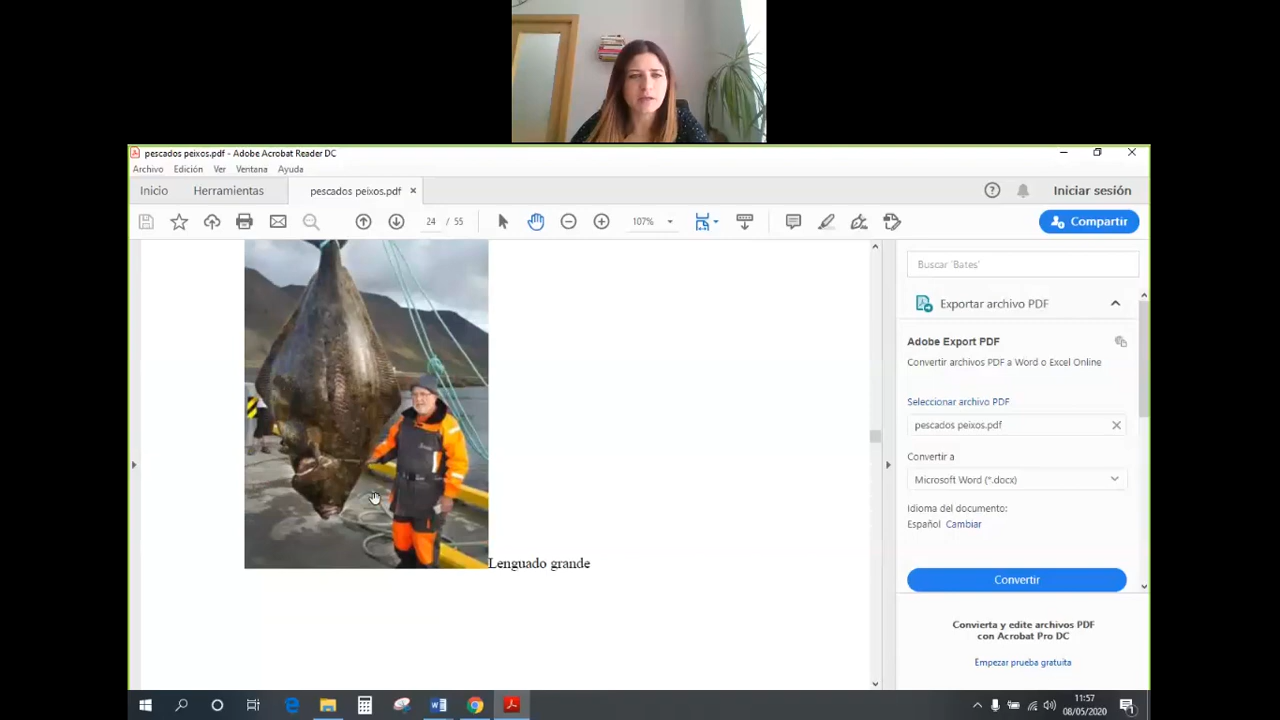 pescados peixos.pdf - Adobe Acrobat Reader DC
Archivo Edición Ver Ventana Ayuda
Inicio Herramientas pescados peixos.pdf Iniciar sesión
24 / 55 107% Compartir
Buscar 'Bates'
Exportar archivo PDF
Adobe Export PDF
Convertir archivos PDF a Word o Excel Online
Seleccionar archivo PDF
pescados peixos.pdf
Convertir a
Microsoft Word (*.docx)
Idioma del documento:
Español Cambiar
Lenguado grande
Convertir
Convierta y edite archivos PDF
con Acrobat Pro DC
Empezar prueba gratuita
11:57
08/05/2020